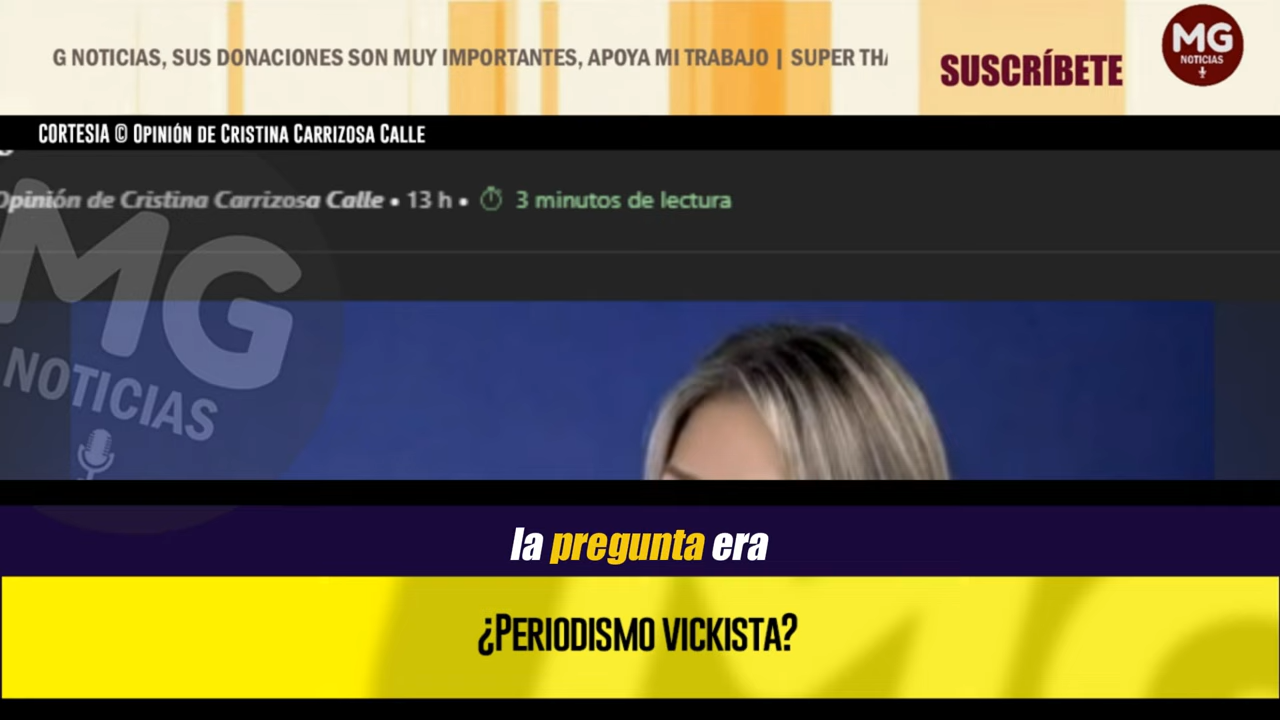 G NOTICIAS, SUS DONACIONES SON MUY IMPORTANTES, APOYA MI TRABAJO | SUPER
SUSCRÍBETE
MG
NOTICIAS
CORTESIA © OPINIÓN DE CRISTINA CARRIZOSA CALLE
Opinión de Cristina Carrizosa Calle • 13 h • 3 minutos de lectura
MG
NOTICIAS
la pregunta era
¿PERIODISMO VICKISTA?